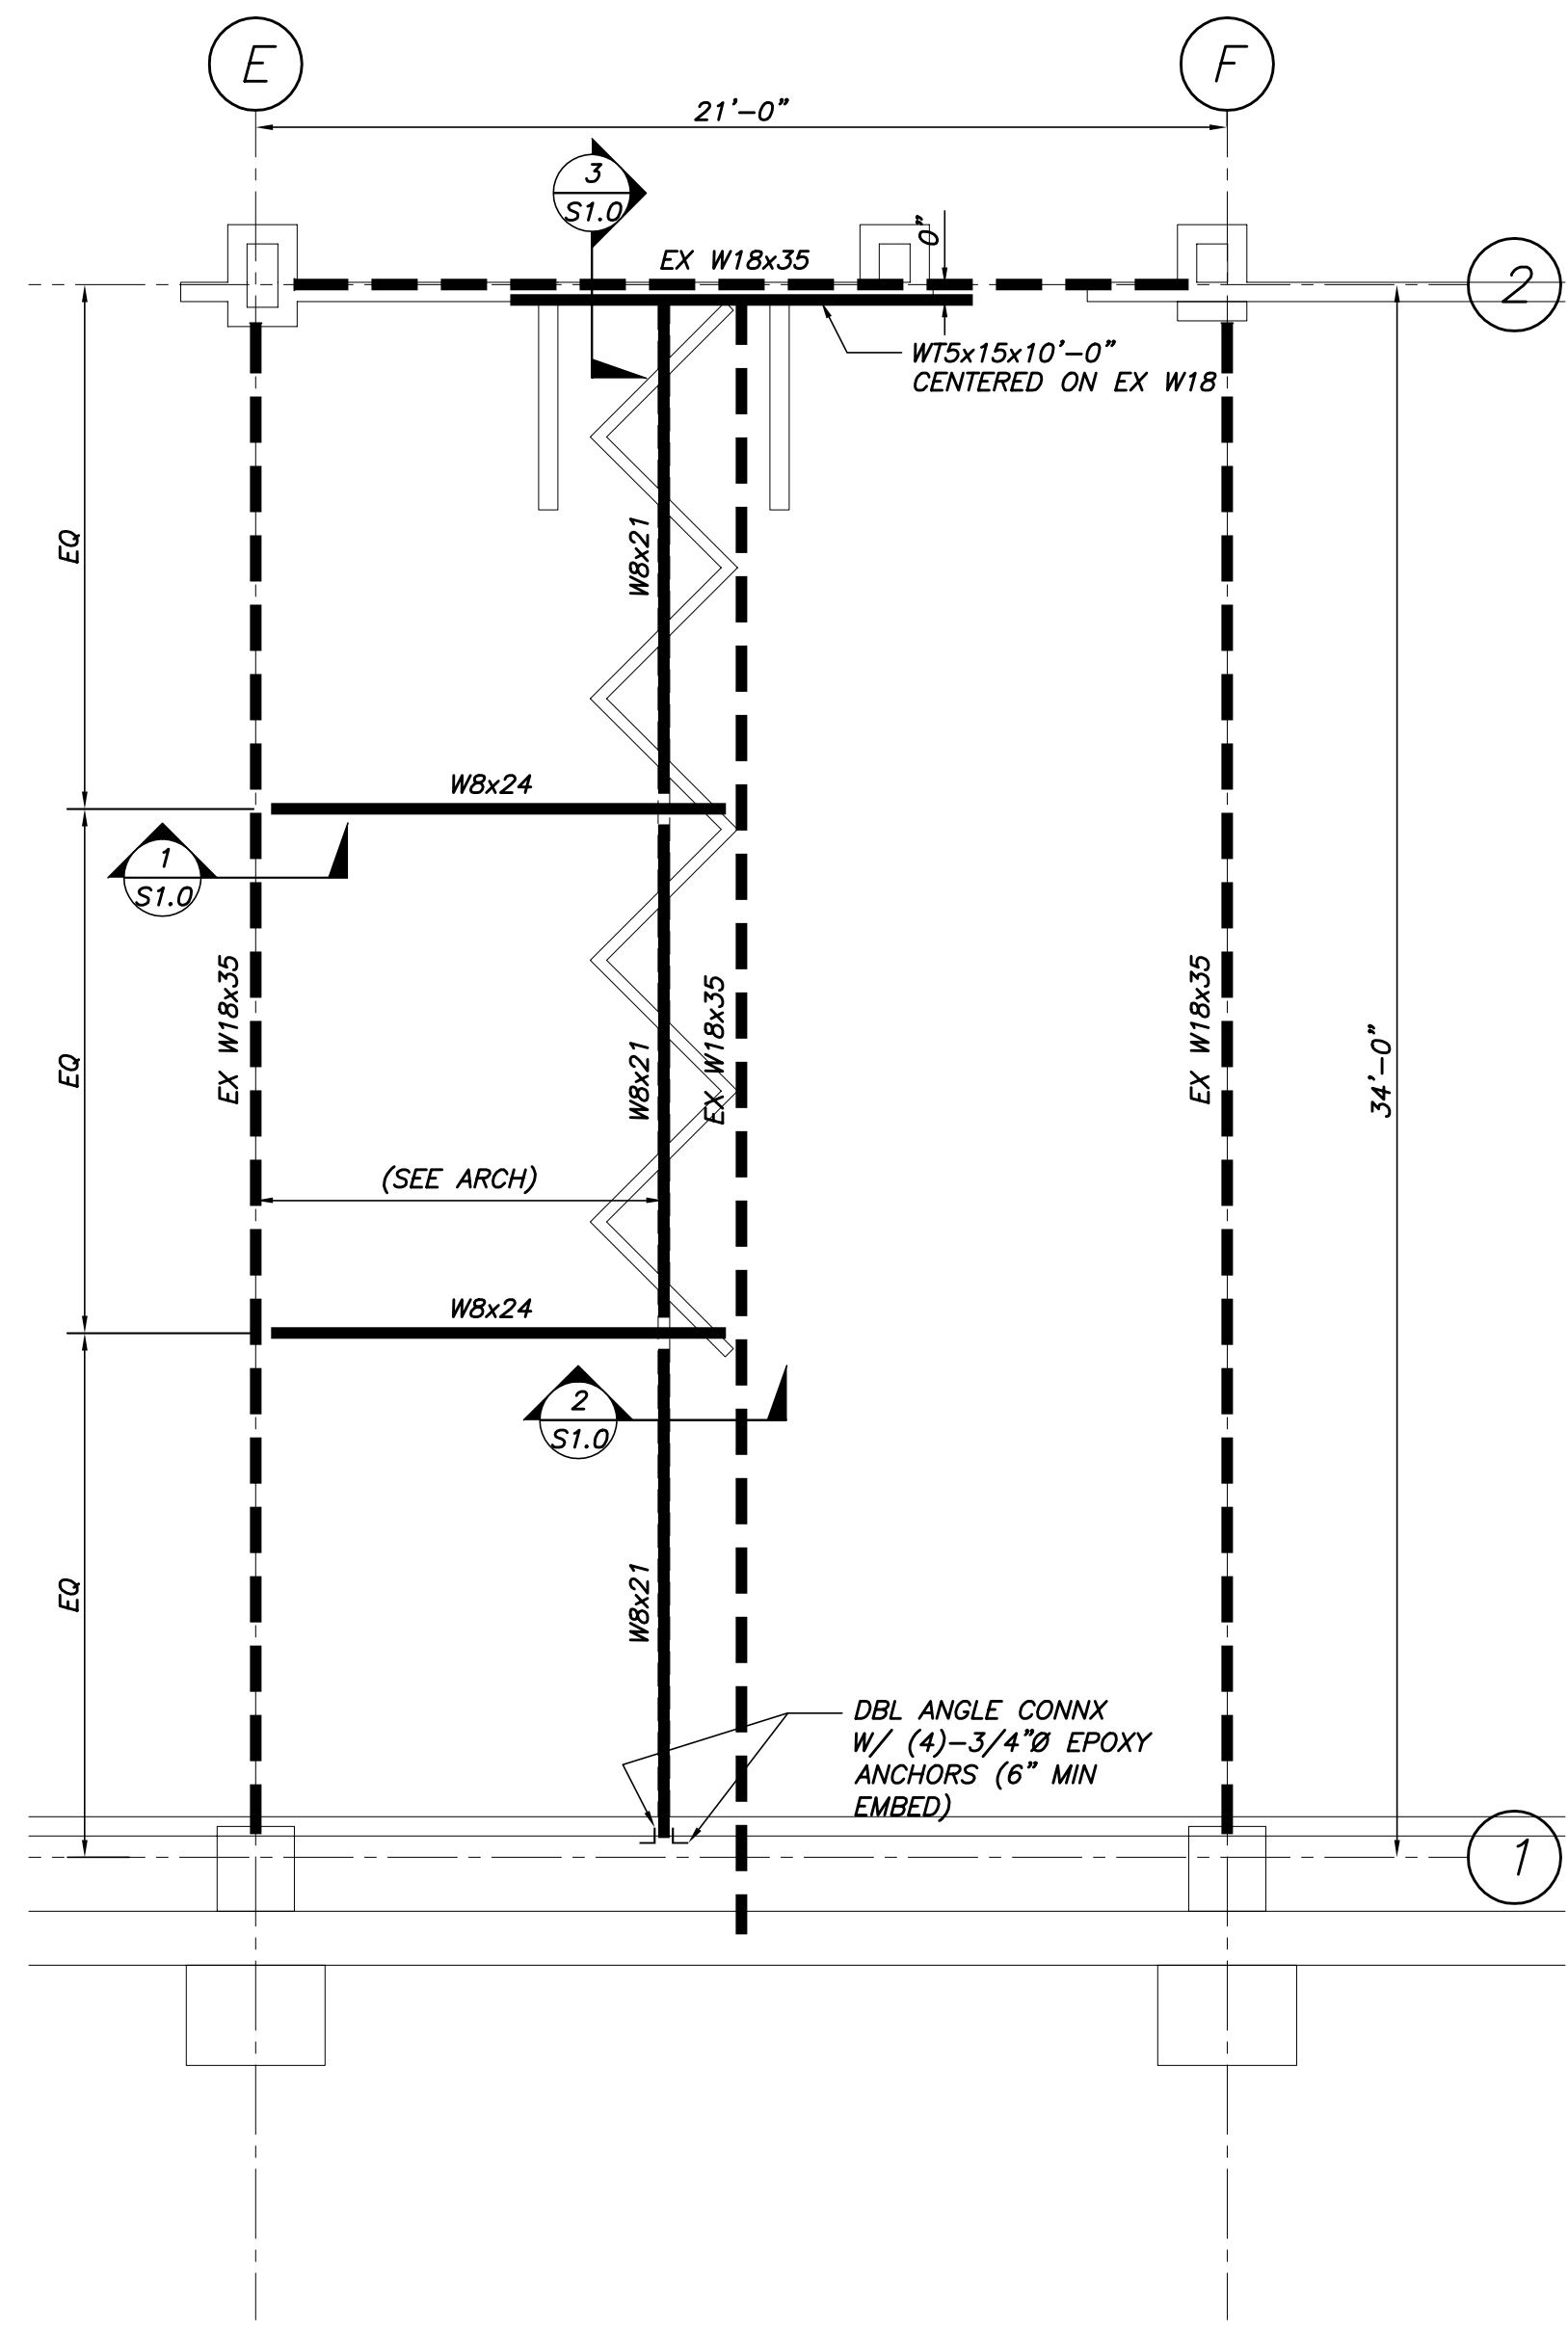 E
F
21'-0"
3
S1.0
0"
EX W18x35
2
WT5x15x10'-0"
CENTERED ON EX W18
EQ
W8x21
W8x24
1
S1.0
EX W18x35
EX W18x35
EX W18x35
EQ
W8x21
34'-0"
(SEE ARCH)
W8x24
2
S1.0
EQ
W8x21
DBL ANGLE CONNX
W/ (4)-3/4"Ø EPOXY
ANCHORS (6" MIN
EMBED)
1